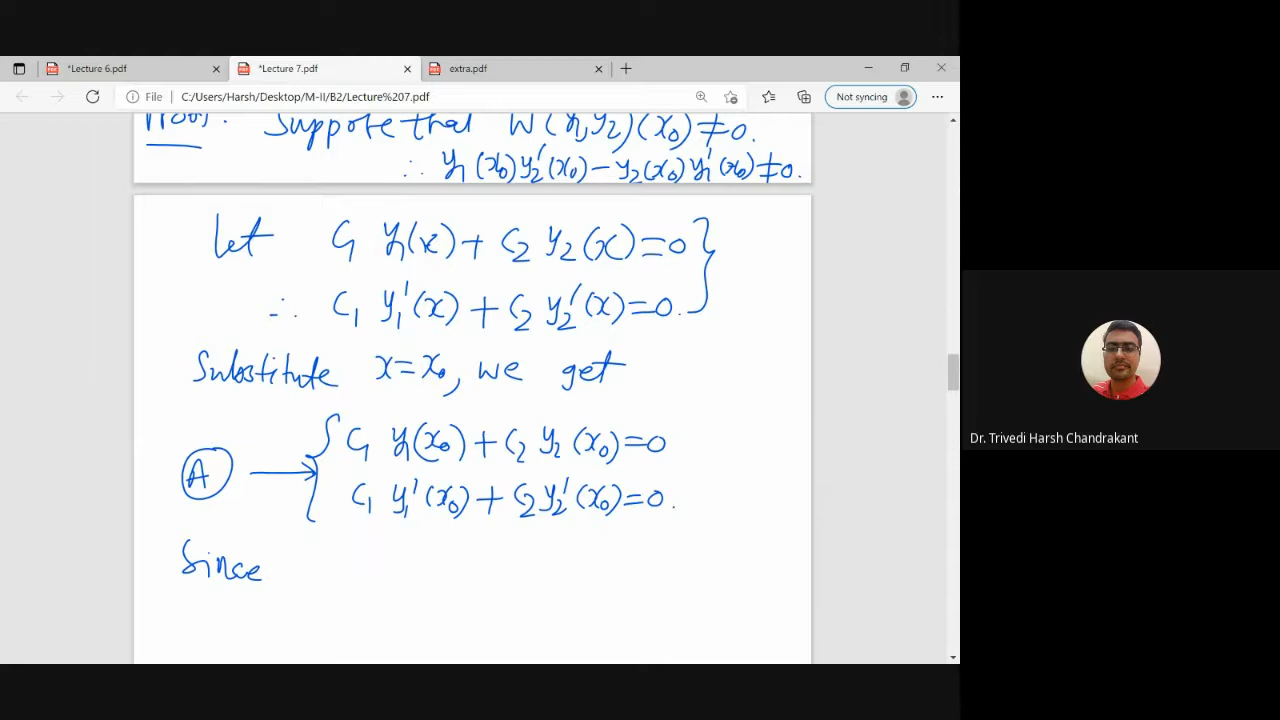 *Lecture 6.pdf
*Lecture 7.pdf
extra.pdf
File C:/Users/Harsh/Desktop/M-II/B2/Lecture%207.pdf
Not syncing
Proof: Suppose that W(y₁,y₂)(x₀)≠0.
∴ y₁(x₀)y₂'(x₀)−y₂(x₀)y₁'(x₀)≠0.
Let C₁ y₁(x)+C₂ y₂(x)=0
∴ C₁ y₁'(x)+C₂ y₂'(x)=0.
Substitute x=x₀, we get
C₁ y₁(x₀)+C₂ y₂(x₀)=0
A → C₁ y₁'(x₀)+C₂ y₂'(x₀)=0.
Since
Dr. Trivedi Harsh Chandrakant